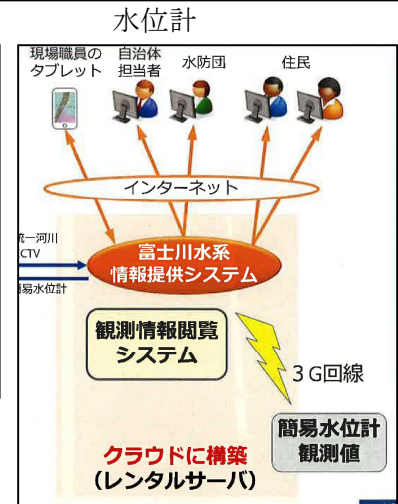 水位計
現場職員の
タブレット
自治体
担当者
水防団
住民
インターネット
統一河川
CCTV
簡易水位計
富士川水系
情報提供システム
観測情報閲覧
システム
3G回線
簡易水位計
観測値
クラウドに構築
(レンタルサーバ)